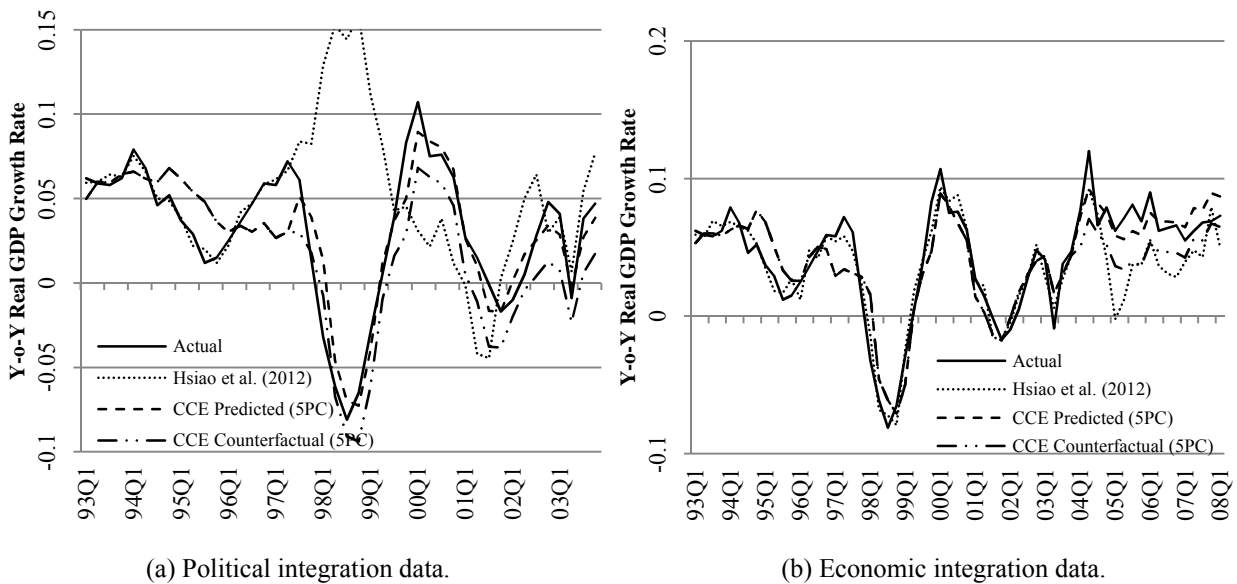 Y-o-Y Real GDP Growth Rate
0.15
0.1
0.05
0
-0.05
-0.1
Actual
Hsiao et al. (2012)
CCE Predicted (5PC)
CCE Counterfactual (5PC)
93Q1
94Q1
95Q1
96Q1
97Q1
98Q1
99Q1
00Q1
01Q1
02Q1
03Q1
(a) Political integration data.
Y-o-Y Real GDP Growth Rate
0.2
0.1
0
-0.1
Actual
Hsiao et al. (2012)
CCE Predicted (5PC)
CCE Counterfactual (5PC)
93Q1
94Q1
95Q1
96Q1
97Q1
98Q1
99Q1
00Q1
01Q1
02Q1
03Q1
04Q1
05Q1
06Q1
07Q1
08Q1
(b) Economic integration data.